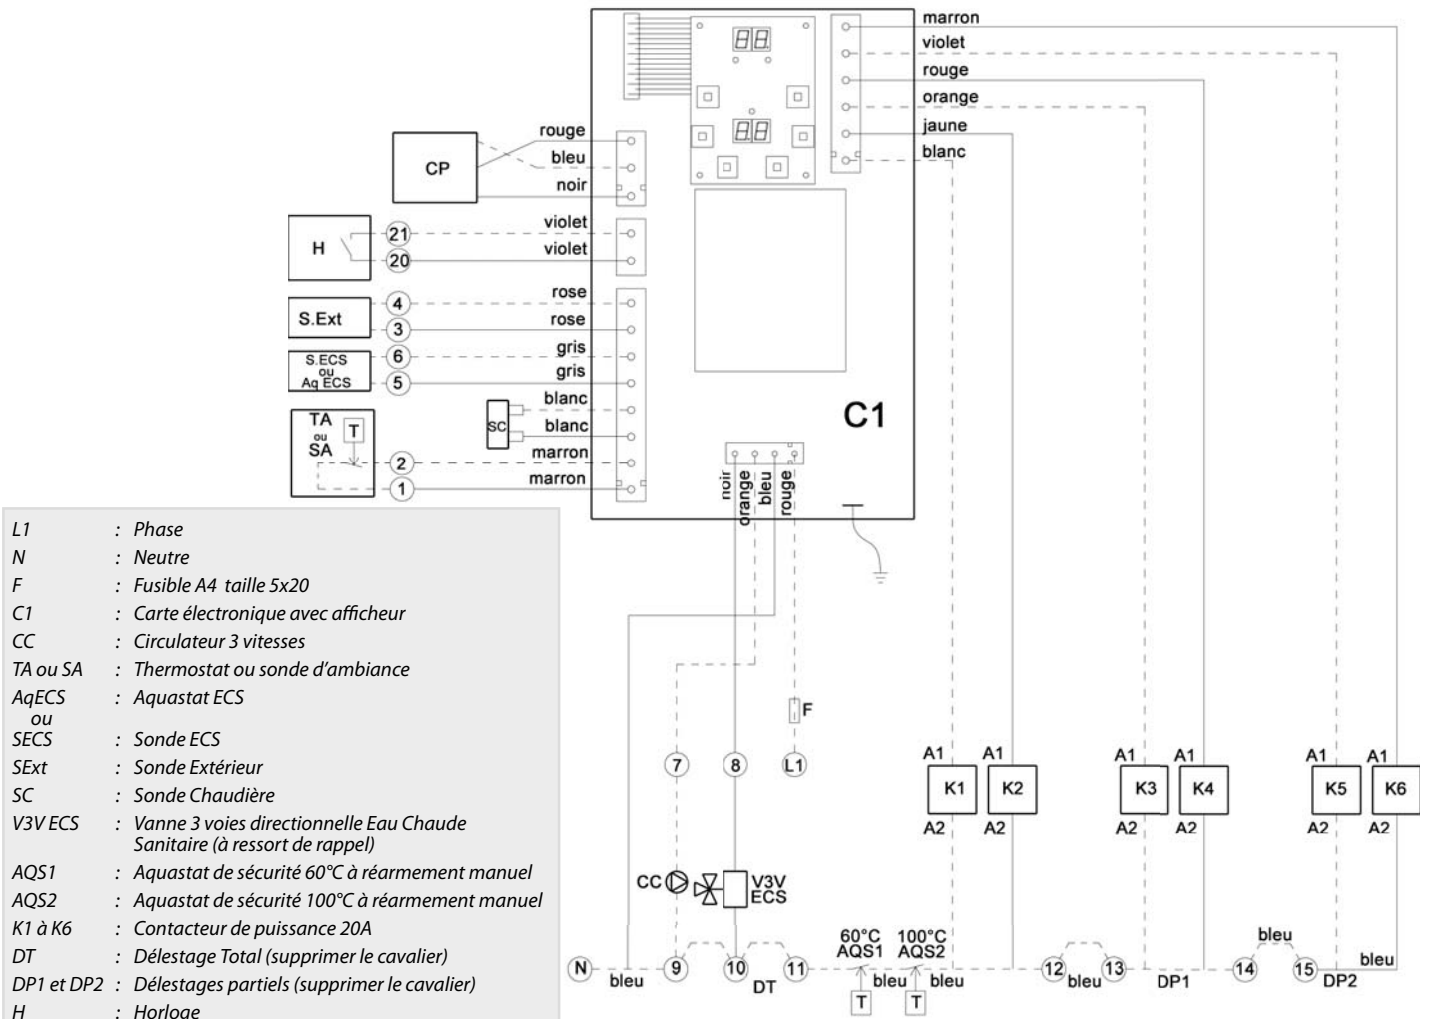 marron
violet
rouge
orange
jaune
blanc
rouge
bleu
noir
CP
violet
violet
H
21
20
rose
rose
S.Ext
4
3
gris
gris
S.ECS
ou
Aq ECS
6
5
blanc
blanc
SC
marron
marron
TA
ou
SA
T
2
1
C1
noir
orange
bleu
rouge
L1 : Phase
N : Neutre
F : Fusible A4 taille 5x20
C1 : Carte électronique avec afficheur
CC : Circulateur 3 vitesses
TA ou SA : Thermostat ou sonde d'ambiance
AqECS : Aquastat ECS
ou
SECS : Sonde ECS
SExt : Sonde Extérieur
SC : Sonde Chaudière
V3V ECS : Vanne 3 voies directionnelle Eau Chaude
Sanitaire (à ressort de rappel)
AQS1 : Aquastat de sécurité 60°C à réarmement manuel
AQS2 : Aquastat de sécurité 100°C à réarmement manuel
K1 à K6 : Contacteur de puissance 20A
DT : Délestage Total (supprimer le cavalier)
DP1 et DP2 : Délestages partiels (supprimer le cavalier)
H : Horloge
F
7
8
L1
A1 A1 A1 A1 A1 A1
K1 K2 K3 K4 K5 K6
A2 A2 A2 A2 A2 A2
CC
V3V
ECS
60°C 100°C
AQS1 AQS2
N
bleu
9
10
DT
11
bleu
bleu
T
T
12
bleu
13
DP1
14
bleu
15
DP2
bleu